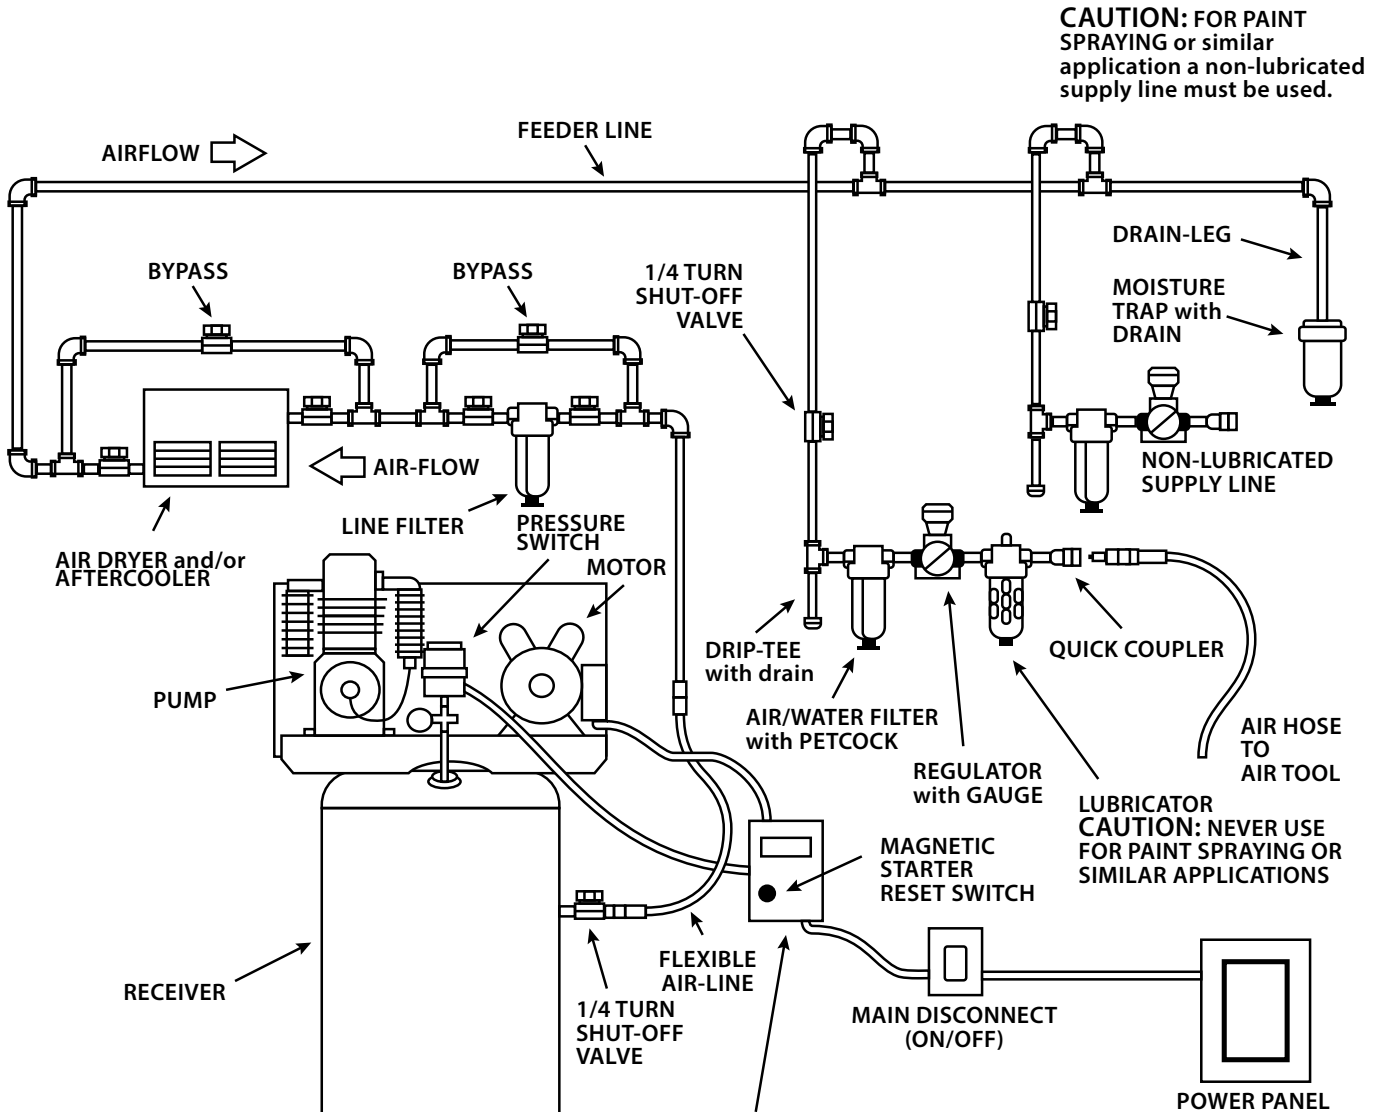 CAUTION: FOR PAINT
SPRAYING or similar
application a non-lubricated
supply line must be used.
FEEDER LINE
AIRFLOW
DRAIN-LEG
BYPASS
BYPASS
1/4 TURN
SHUT-OFF
VALVE
MOISTURE
TRAP with
DRAIN
AIR-FLOW
NON-LUBRICATED
SUPPLY LINE
LINE FILTER
PRESSURE
SWITCH
AIR DRYER and/or
AFTERCOOLER
MOTOR
DRIP-TEE
with drain
QUICK COUPLER
PUMP
AIR/WATER FILTER
with PETCOCK
AIR HOSE
TO
AIR TOOL
REGULATOR
with GAUGE
LUBRICATOR
CAUTION: NEVER USE
FOR PAINT SPRAYING OR
SIMILAR APPLICATIONS
MAGNETIC
STARTER
RESET SWITCH
FLEXIBLE
AIR-LINE
RECEIVER
1/4 TURN
SHUT-OFF
VALVE
MAIN DISCONNECT
(ON/OFF)
POWER PANEL